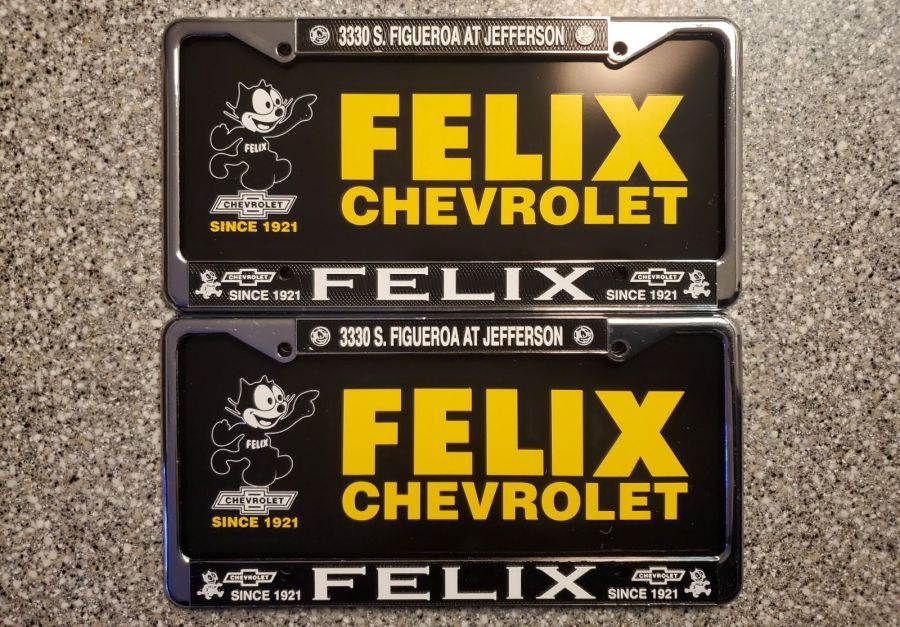 3330 S. FIGUEROA AT JEFFERSON
FELIX
FELIX
CHEVROLET
CHEVROLET
SINCE 1921
CHEVROLET
SINCE 1921
FELIX
CHEVROLET
SINCE 1921
3330 S. FIGUEROA AT JEFFERSON
FELIX
FELIX
CHEVROLET
CHEVROLET
SINCE 1921
CHEVROLET
SINCE 1921
FELIX
CHEVROLET
SINCE 1921